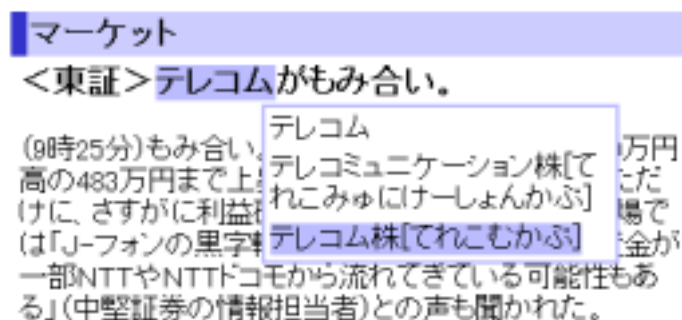 マーケット
＜東証＞テレコムがもみ合い。
テレコム
テレコミュニケーション株[て
れこみゅにけーしょんかぶ]
テレコム株[てれこむかぶ]
(9時25分)もみ合い、 万円
高の483万円まで上 ただ
けに、さすがに利益 場で
は「J-フォンの黒字 金が
一部NTTやNTTドコモから流れてきている可能性もあ
る」(中堅証券の情報担当者)との声も聞かれた。